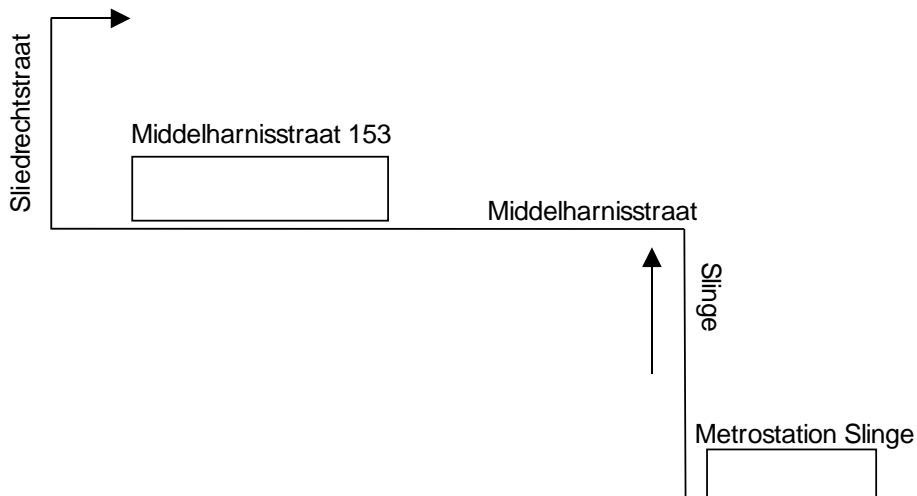 Sliedrechtstraat
Middelharnisstraat 153
Middelharnisstraat
Slinge
Metrostation Slinge